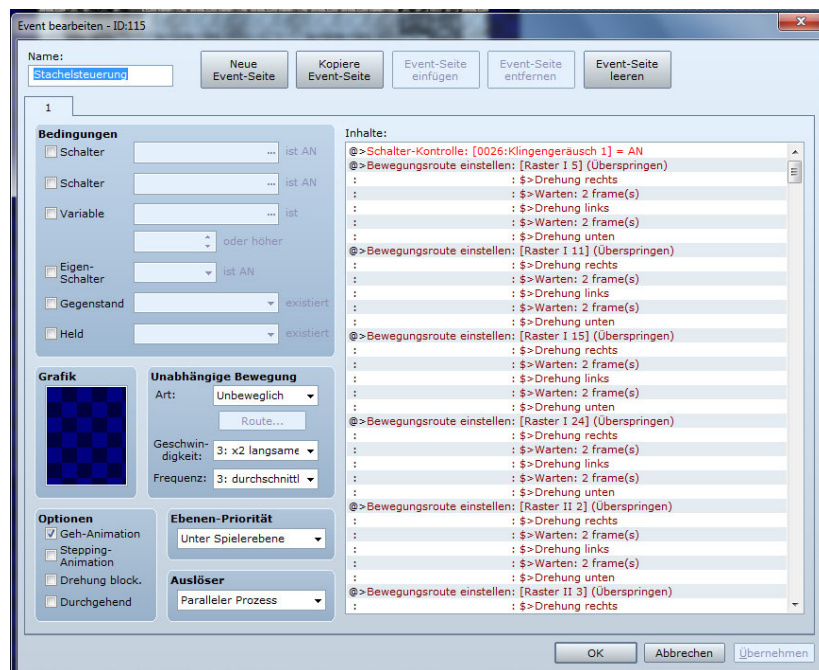 Event bearbeiten - ID:115
Name:
Stachelsteuerung
Neue
Event-Seite
Kopiere
Event-Seite
Event-Seite
einfügen
Event-Seite
entfernen
Event-Seite
leeren
1
Bedingungen
Schalter ... ist AN
Schalter ... ist AN
Variable ... ist
oder höher
Eigen-
Schalter
ist AN
Gegenstand existiert
Held existiert
Grafik
Unabhängige Bewegung
Art: Unbeweglich
Route...
Geschwin-
digkeit:
3: x2 langsame
Frequenz: 3: durchschnittl
Optionen
Geh-Animation
Stepping-
Animation
Drehung block.
Durchgehend
Ebenen-Priorität
Unter Spielerebene
Auslöser
Paralleler Prozess
Inhalte:
@>Schalter-Kontrolle: [0026:Klingengeräusch 1] = AN
@>Bewegungsroute einstellen: [Raster I 5] (Überspringen)
: : $>Drehung rechts
: : $>Warten: 2 frame(s)
: : $>Drehung links
: : $>Warten: 2 frame(s)
: : $>Drehung unten
@>Bewegungsroute einstellen: [Raster I 11] (Überspringen)
: : $>Drehung rechts
: : $>Warten: 2 frame(s)
: : $>Drehung links
: : $>Warten: 2 frame(s)
: : $>Drehung unten
@>Bewegungsroute einstellen: [Raster I 15] (Überspringen)
: : $>Drehung rechts
: : $>Warten: 2 frame(s)
: : $>Drehung links
: : $>Warten: 2 frame(s)
: : $>Drehung unten
@>Bewegungsroute einstellen: [Raster I 24] (Überspringen)
: : $>Drehung rechts
: : $>Warten: 2 frame(s)
: : $>Drehung links
: : $>Warten: 2 frame(s)
: : $>Drehung unten
@>Bewegungsroute einstellen: [Raster II 2] (Überspringen)
: : $>Drehung rechts
: : $>Warten: 2 frame(s)
: : $>Drehung links
: : $>Warten: 2 frame(s)
: : $>Drehung unten
@>Bewegungsroute einstellen: [Raster II 3] (Überspringen)
: : $>Drehung rechts
OK
Abbrechen
Übernehmen